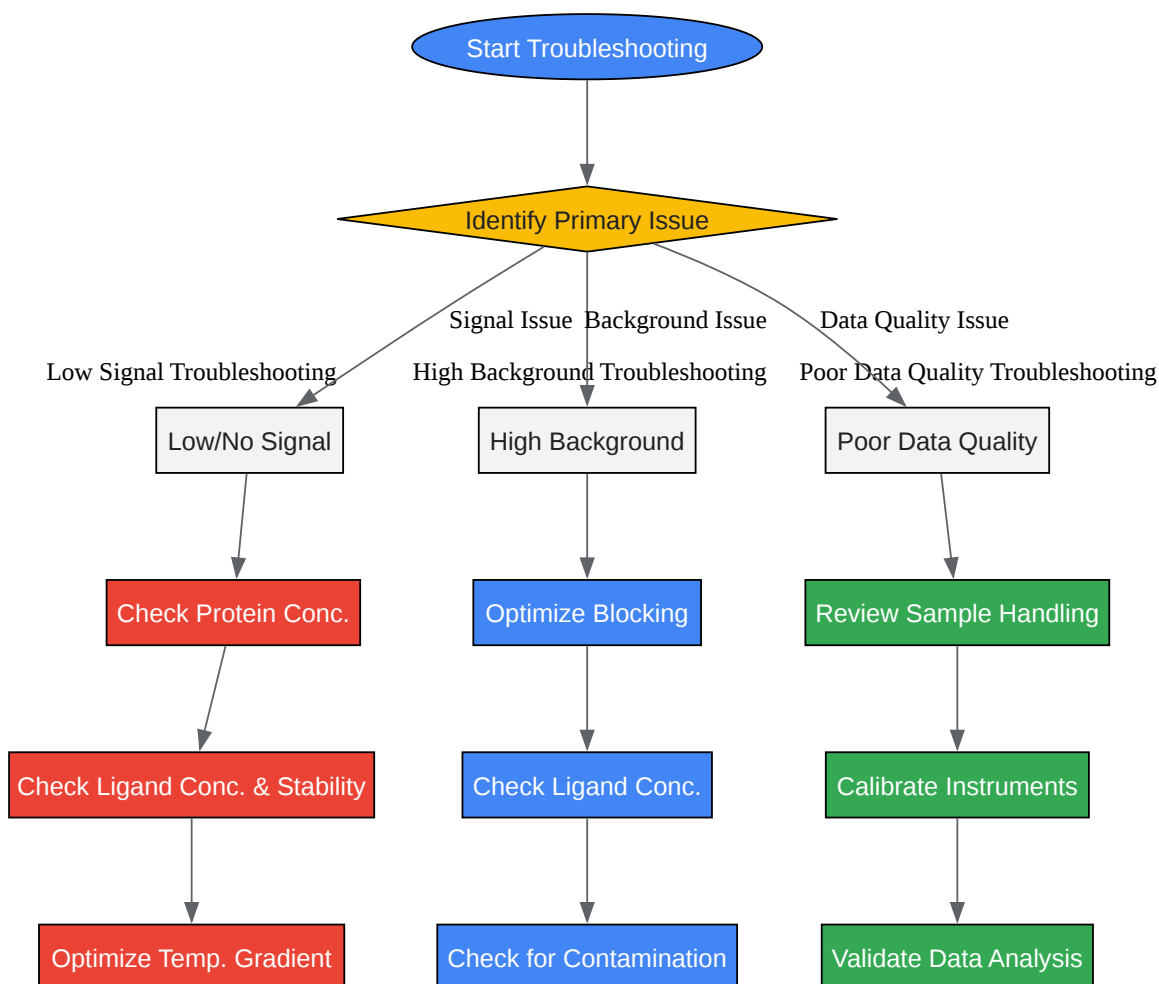 Start Troubleshooting
Identify Primary Issue
Signal Issue
Background Issue
Data Quality Issue
Low Signal Troubleshooting
High Background Troubleshooting
Poor Data Quality Troubleshooting
Low/No Signal
High Background
Poor Data Quality
Check Protein Conc.
Optimize Blocking
Review Sample Handling
Check Ligand Conc. & Stability
Check Ligand Conc.
Calibrate Instruments
Optimize Temp. Gradient
Check for Contamination
Validate Data Analysis